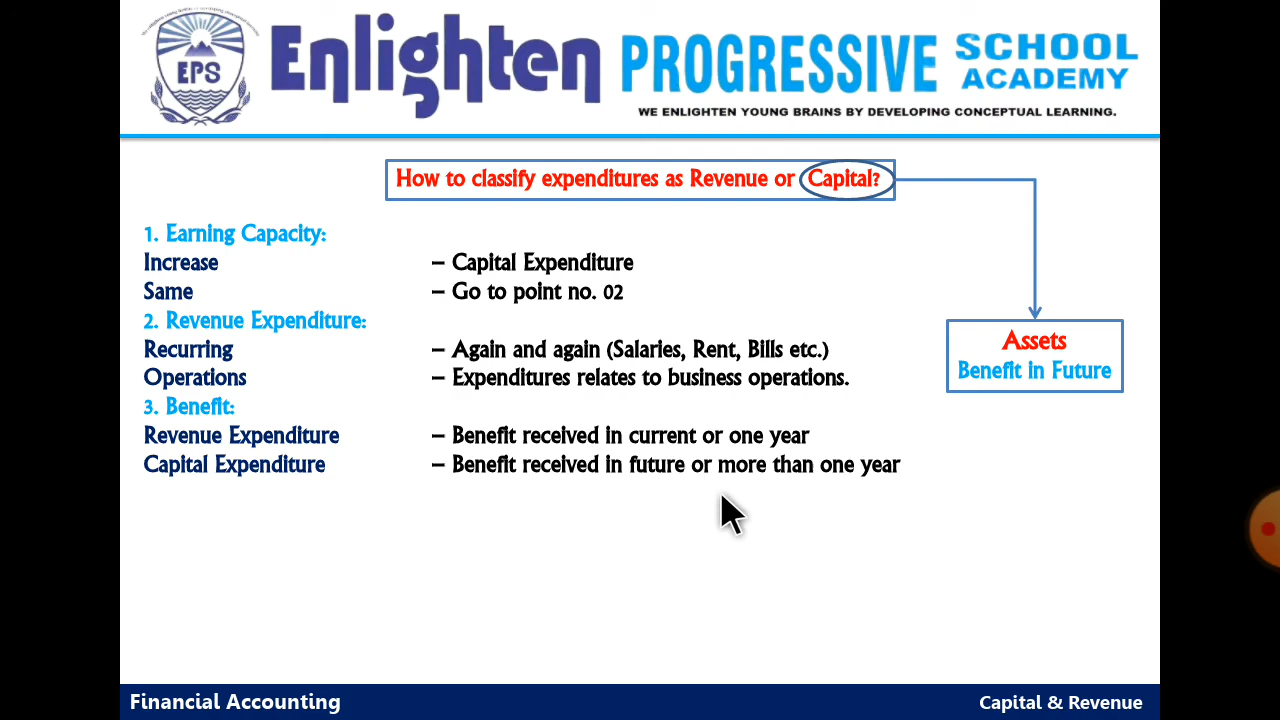 EPS
Enlighten PROGRESSIVE SCHOOL ACADEMY
WE ENLIGHTEN YOUNG BRAINS BY DEVELOPING CONCEPTUAL LEARNING.
How to classify expenditures as Revenue or Capital?
1. Earning Capacity:
Increase – Capital Expenditure
Same – Go to point no. 02
2. Revenue Expenditure:
Recurring – Again and again (Salaries, Rent, Bills etc.)
Operations – Expenditures relates to business operations.
3. Benefit:
Revenue Expenditure – Benefit received in current or one year
Capital Expenditure – Benefit received in future or more than one year
Assets
Benefit in Future
Financial Accounting
Capital & Revenue